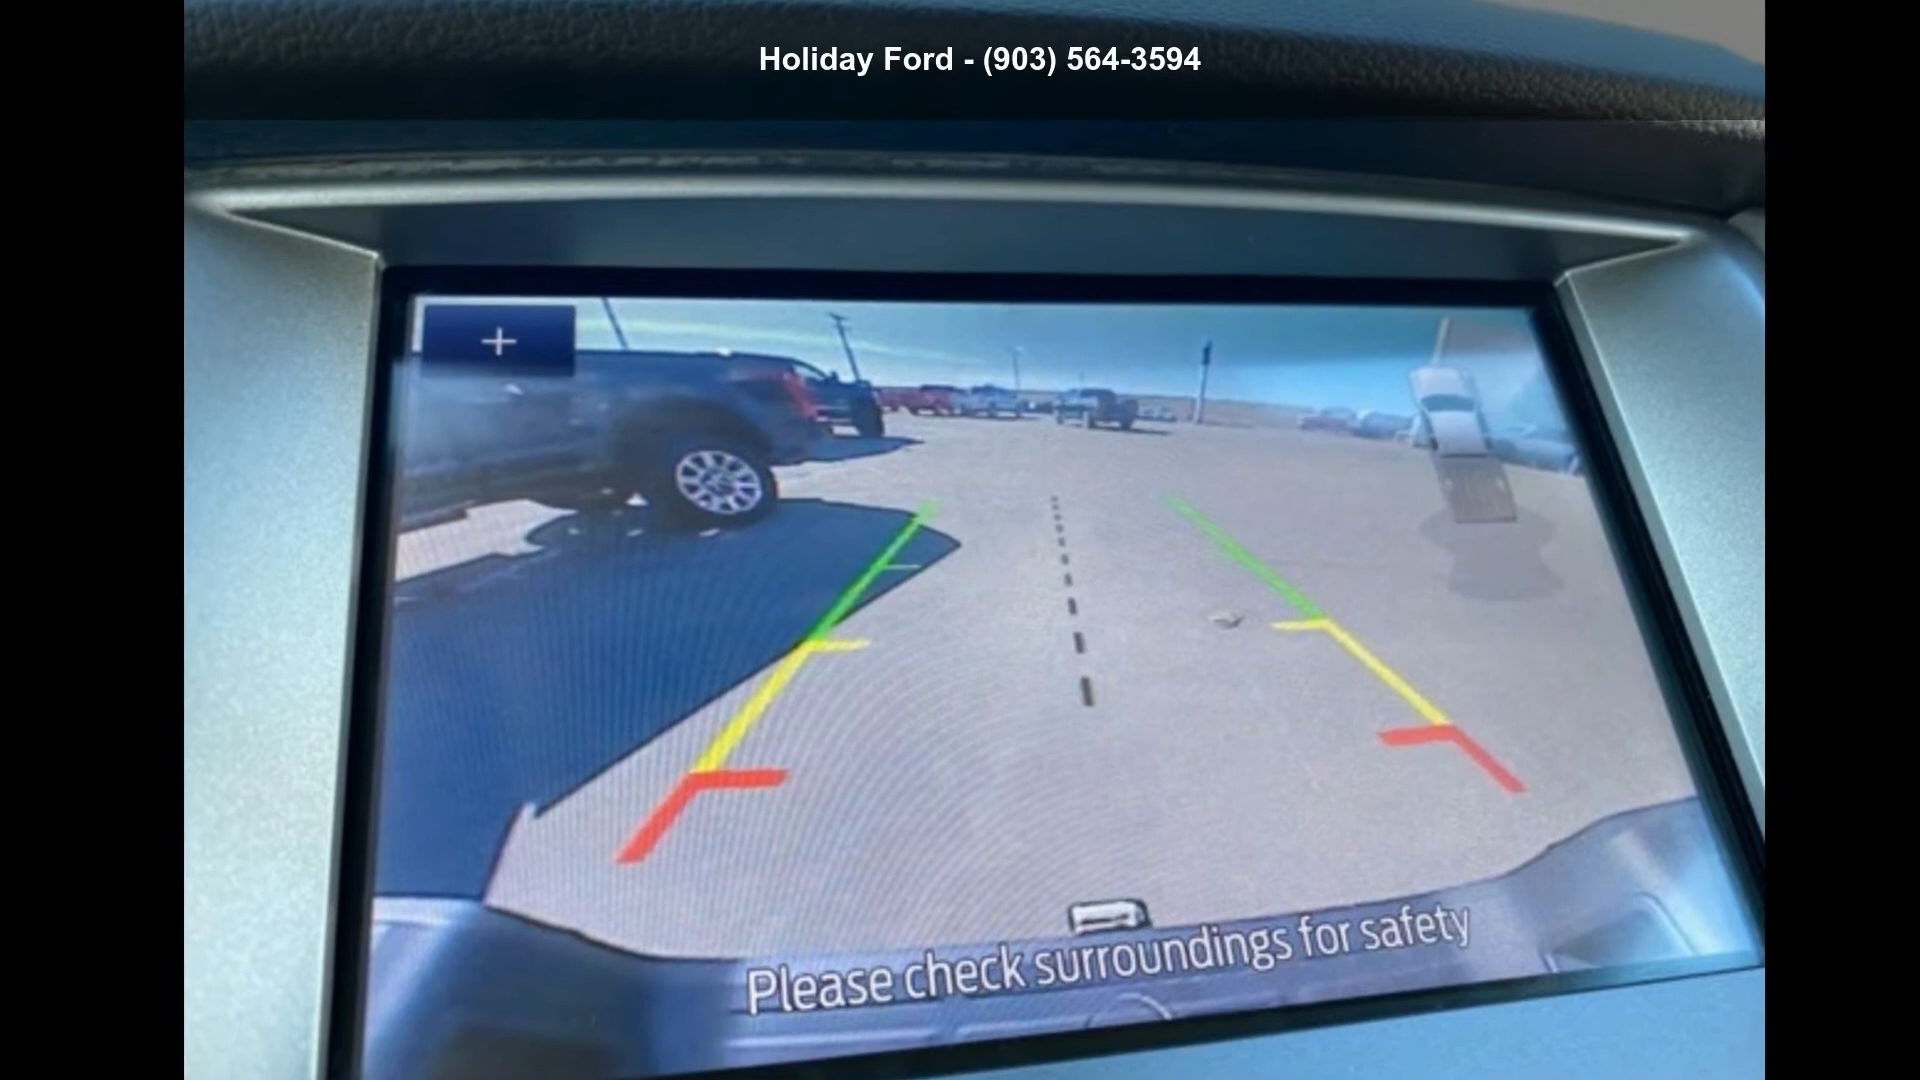 Holiday Ford - (903) 564-3594
+
Please check surroundings for safety